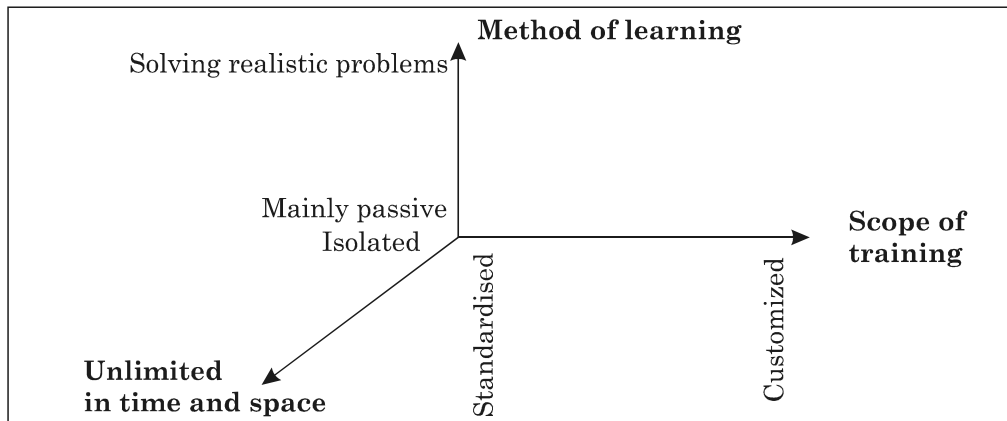 Method of learning
Solving realistic problems
Mainly passive
Isolated
Scope of
training
Standardised
Customized
Unlimited
in time and space